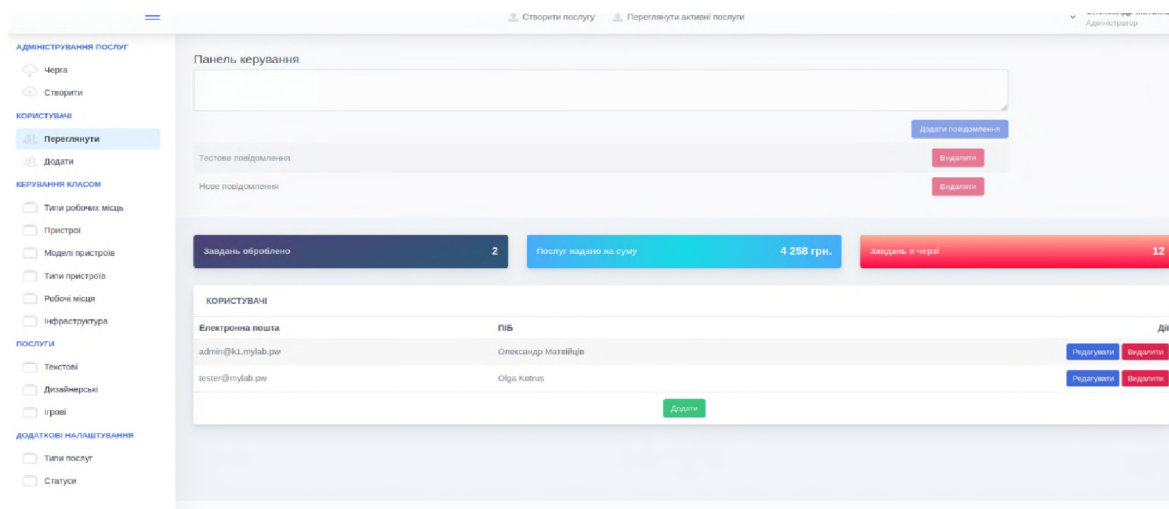 Створити послугу Переглянути активні послуги
Адміністратор
АДМІНІСТРУВАННЯ ПОСЛУГ
Черга
Створити
КОРИСТУВАЧІ
Переглянути
Додати
КЕРУВАННЯ КЛАСОМ
Типи робочих місць
Пристрої
Моделі пристроїв
Типи пристроїв
Робочі місця
Інфраструктура
ПОСЛУГИ
Текстові
Дизайнерські
Ігрові
ДОДАТКОВІ НАЛАШТУВАННЯ
Типи послуг
Статуси
Панель керування
Додати повідомлення
Тестове повідомлення Видалити
Нове повідомлення Видалити
Завдань оброблено 2 Послуг надано на суму 4 258 грн. Завдань в черзі 12
КОРИСТУВАЧІ
Електронна пошта ПІБ Дії
admin@k1.mylab.pw Олександр Матвійців Редагувати Видалити
tester@mylab.pw Olga Kotrus Редагувати Видалити
Додати